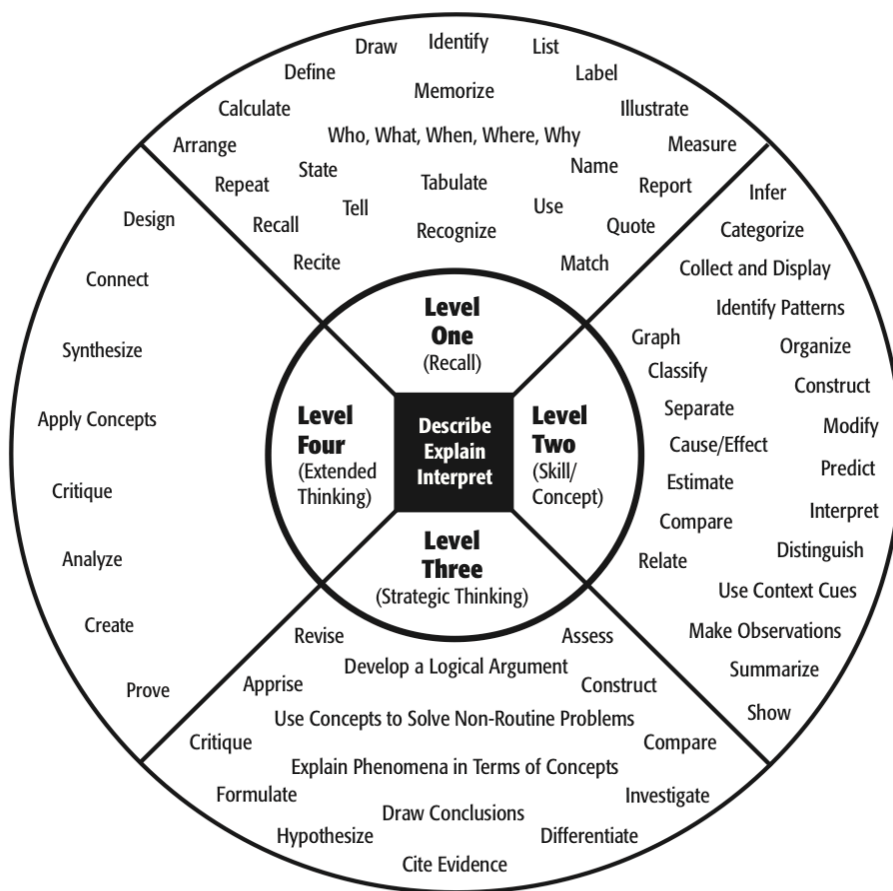 Draw
Identify
List
Define
Label
Calculate
Memorize
Illustrate
Arrange
Who, What, When, Where, Why
Measure
Repeat
State
Tabulate
Name
Report
Recall
Tell
Recognize
Use
Quote
Recite
Match
Level
One
(Recall)
Infer
Categorize
Collect and Display
Identify Patterns
Graph
Organize
Classify
Construct
Separate
Modify
Cause/Effect
Predict
Estimate
Interpret
Compare
Distinguish
Relate
Use Context Cues
Make Observations
Summarize
Show
Level
Two
(Skill/
Concept)
Describe
Explain
Interpret
Level
Three
(Strategic Thinking)
Revise
Assess
Develop a Logical Argument
Apprise
Construct
Use Concepts to Solve Non-Routine Problems
Critique
Compare
Explain Phenomena in Terms of Concepts
Formulate
Investigate
Draw Conclusions
Hypothesize
Differentiate
Cite Evidence
Level
Four
(Extended
Thinking)
Design
Connect
Synthesize
Apply Concepts
Critique
Analyze
Create
Prove